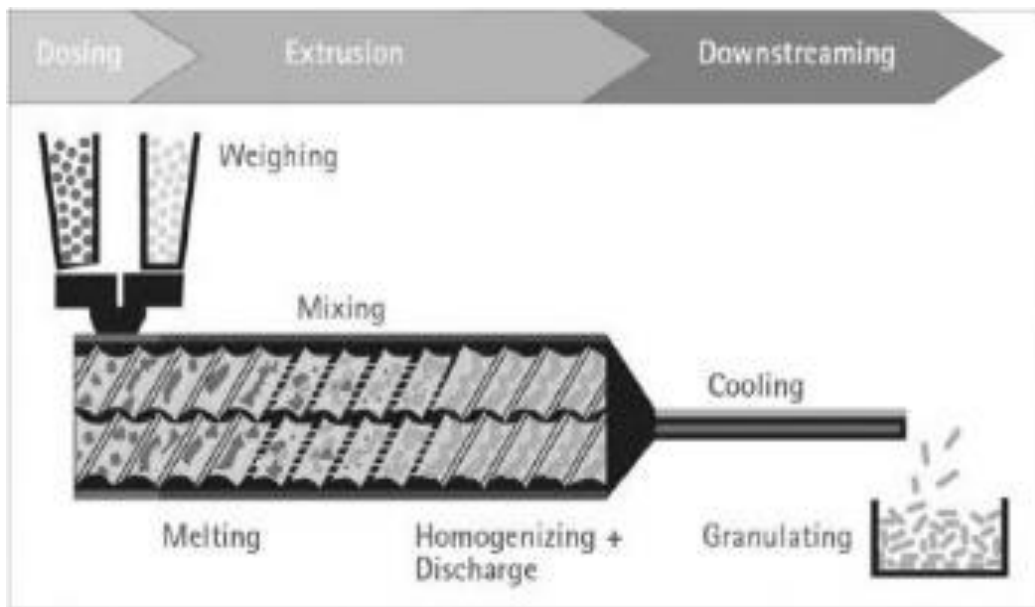 Dosing
Extrusion
Downstreaming
Weighing
Mixing
Cooling
Melting
Homogenizing +
Discharge
Granulating